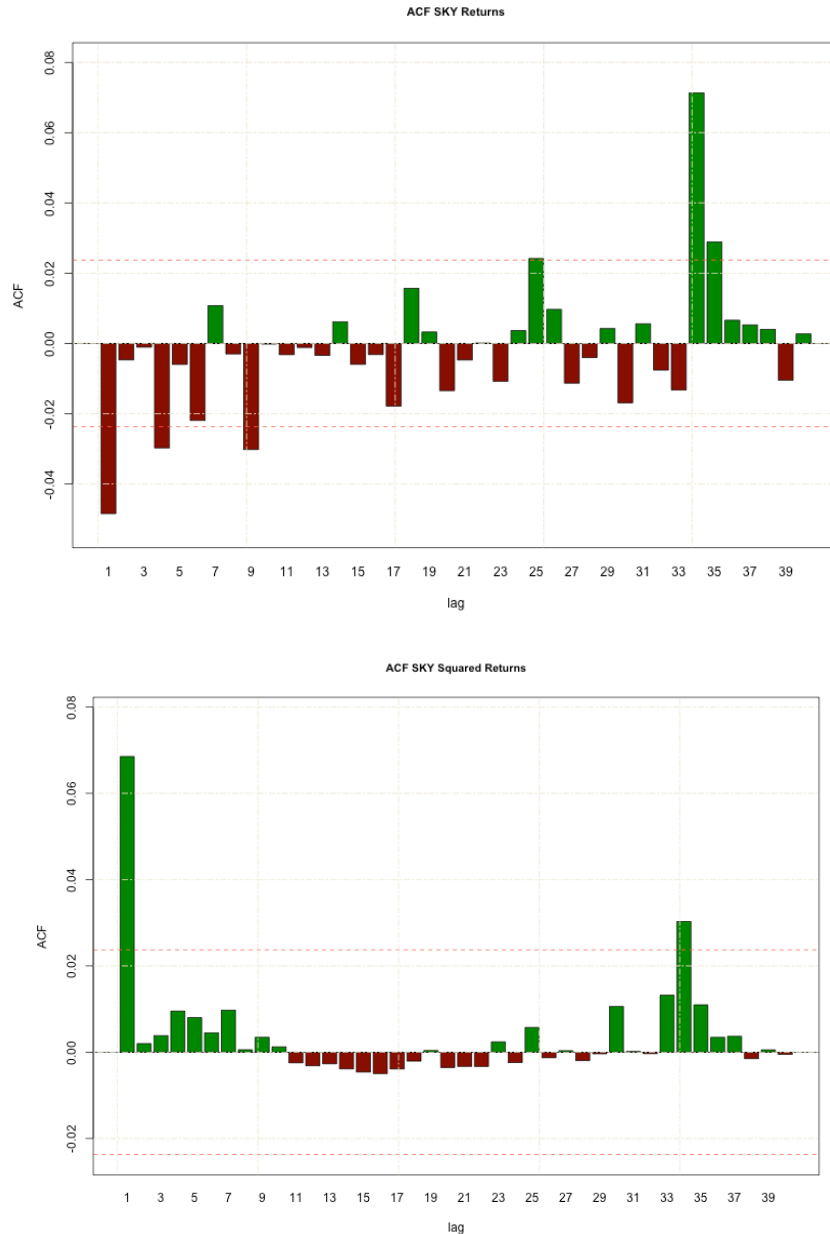 ACF SKY Returns
0.08
0.06
0.04
0.02
0.00
-0.02
-0.04
ACF
1 3 5 7 9 11 13 15 17 19 21 23 25 27 29 31 33 35 37 39
lag
ACF SKY Squared Returns
0.08
0.06
0.04
0.02
0.00
-0.02
ACF
1 3 5 7 9 11 13 15 17 19 21 23 25 27 29 31 33 35 37 39
lag